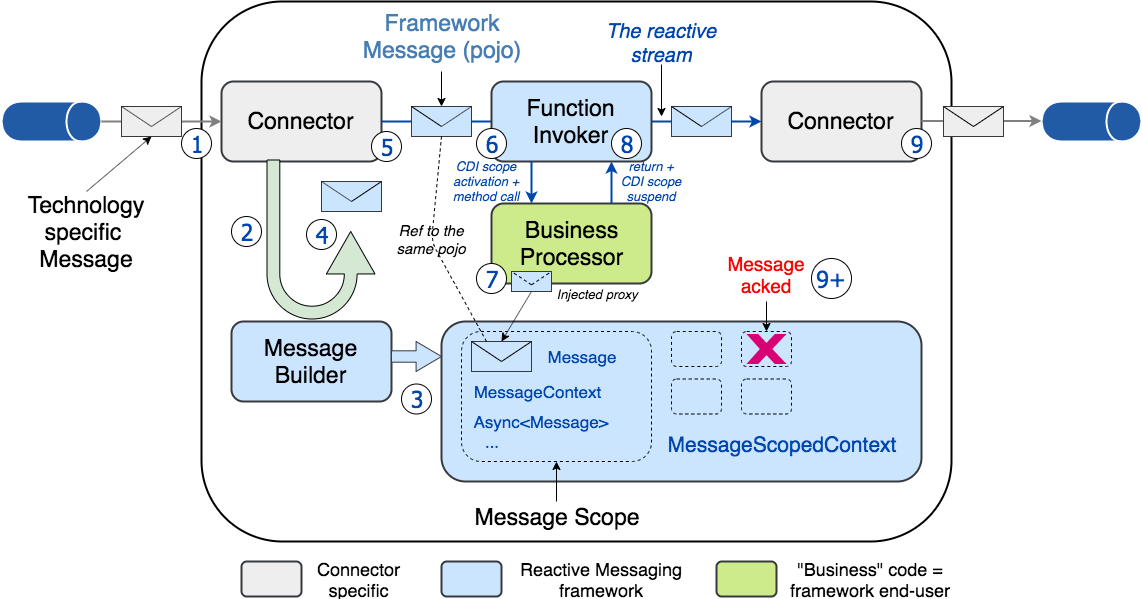 Framework
Message (pojo)
The reactive
stream
Connector
Function
Invoker
Connector
1
5
6
8
9
CDI scope
activation +
method call
return +
CDI scope
suspend
Technology
specific
Message
2
4
Ref to the
same pojo
Business
Processor
7
Injected proxy
Message
acked
9+
Message
Builder
3
Message
MessageContext
Async<Message>
...
MessageScopedContext
Message Scope
Connector
specific
Reactive Messaging
framework
"Business" code =
framework end-user